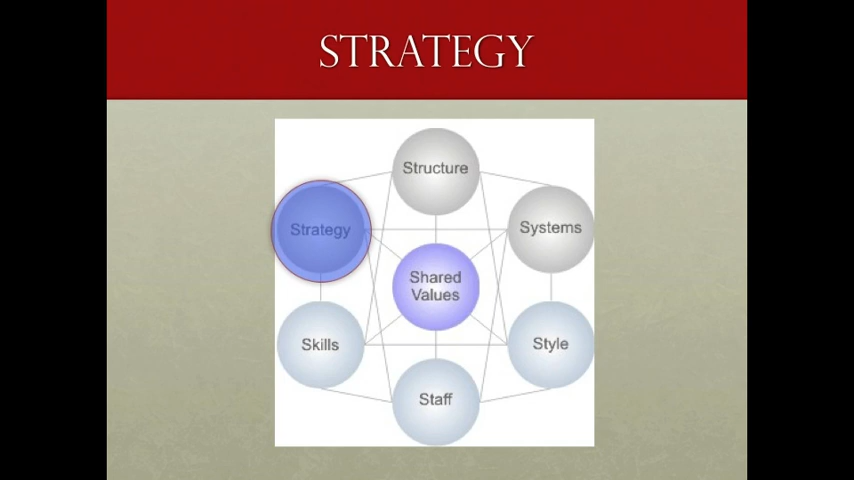 STRATEGY
Structure
Strategy
Systems
Shared
Values
Skills
Style
Staff